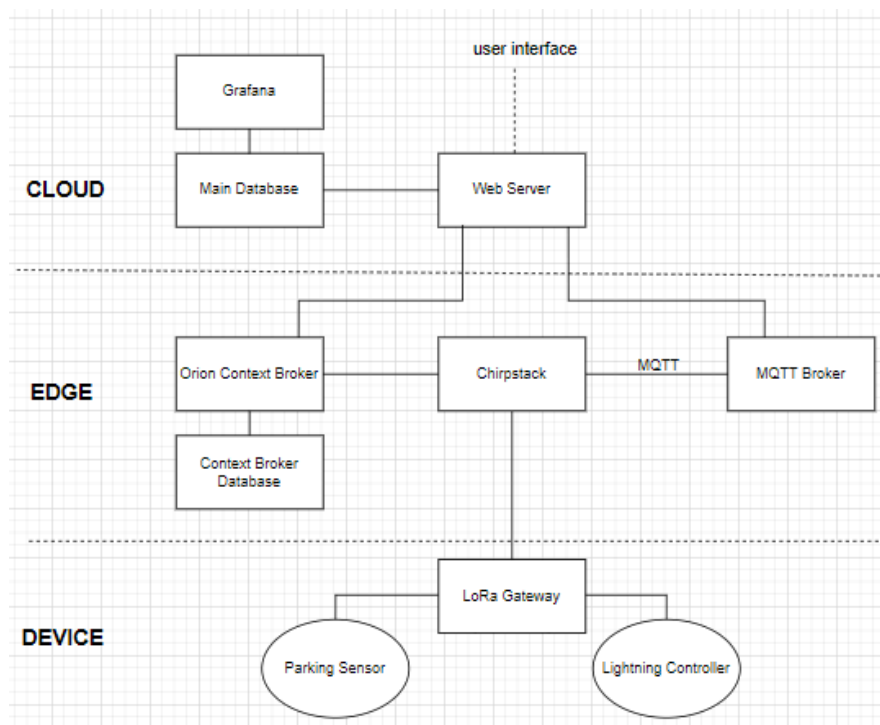 user interface
Grafana
CLOUD
Main Database
Web Server
EDGE
Orion Context Broker
Chirpstack
MQTT
MQTT Broker
Context Broker
Database
DEVICE
LoRa Gateway
Parking Sensor
Lightning Controller